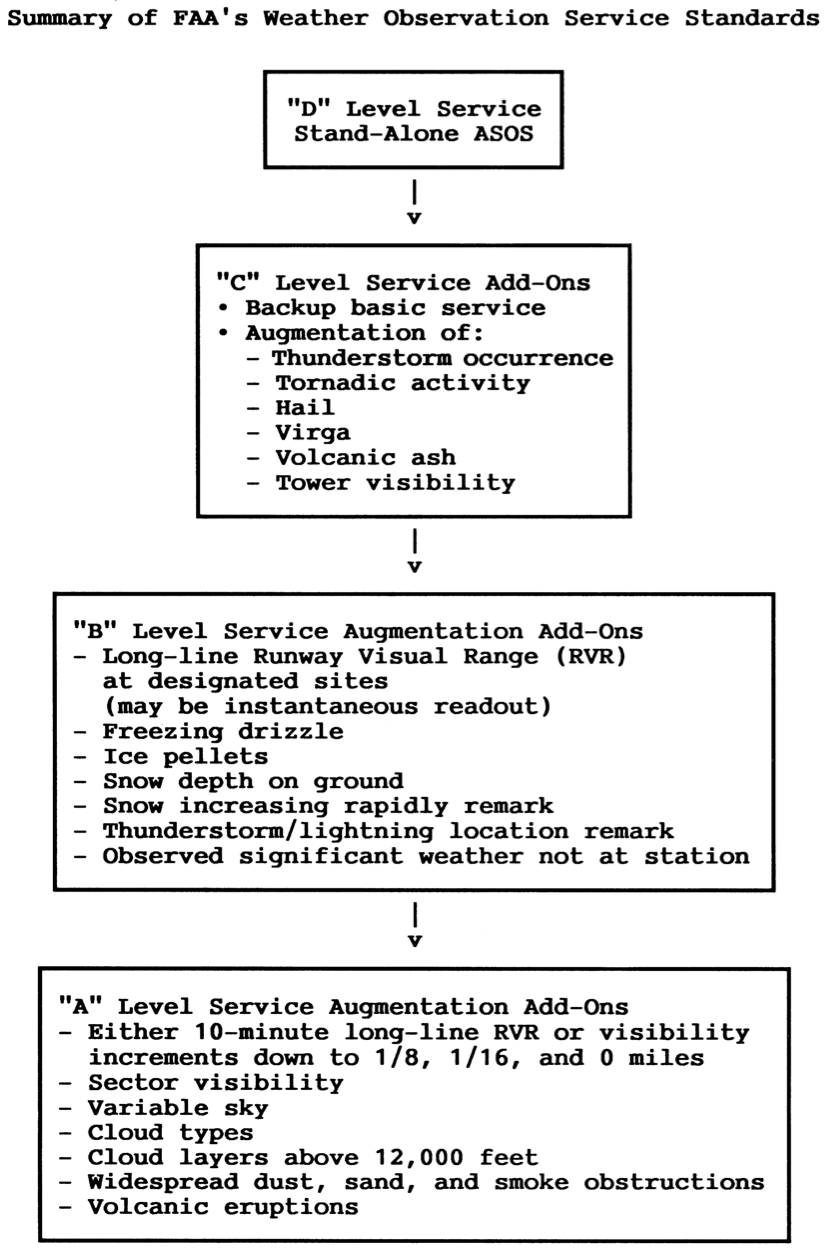 Summary of FAA's Weather Observation Service Standards
"D" Level Service
Stand-Alone ASOS
|
v
"C" Level Service Add-Ons
• Backup basic service
• Augmentation of:
- Thunderstorm occurrence
- Tornadic activity
- Hail
- Virga
- Volcanic ash
- Tower visibility
|
v
"B" Level Service Augmentation Add-Ons
- Long-line Runway Visual Range (RVR)
at designated sites
(may be instantaneous readout)
- Freezing drizzle
- Ice pellets
- Snow depth on ground
- Snow increasing rapidly remark
- Thunderstorm/lightning location remark
- Observed significant weather not at station
|
v
"A" Level Service Augmentation Add-Ons
- Either 10-minute long-line RVR or visibility
increments down to 1/8, 1/16, and 0 miles
- Sector visibility
- Variable sky
- Cloud types
- Cloud layers above 12,000 feet
- Widespread dust, sand, and smoke obstructions
- Volcanic eruptions